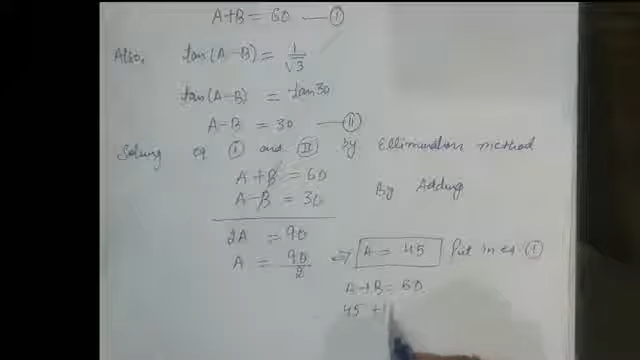 A+B = 60 — I
Also, tan(A-B) = 1/√3
tan(A-B) = tan30
A-B = 30 — II
Solving eq I and II by Ellimination method
A+B = 60
A-B = 30 By Adding
2A = 90
A = 90/2 ⇒ A = 45 Put in eq I
A+B = 60
45 +